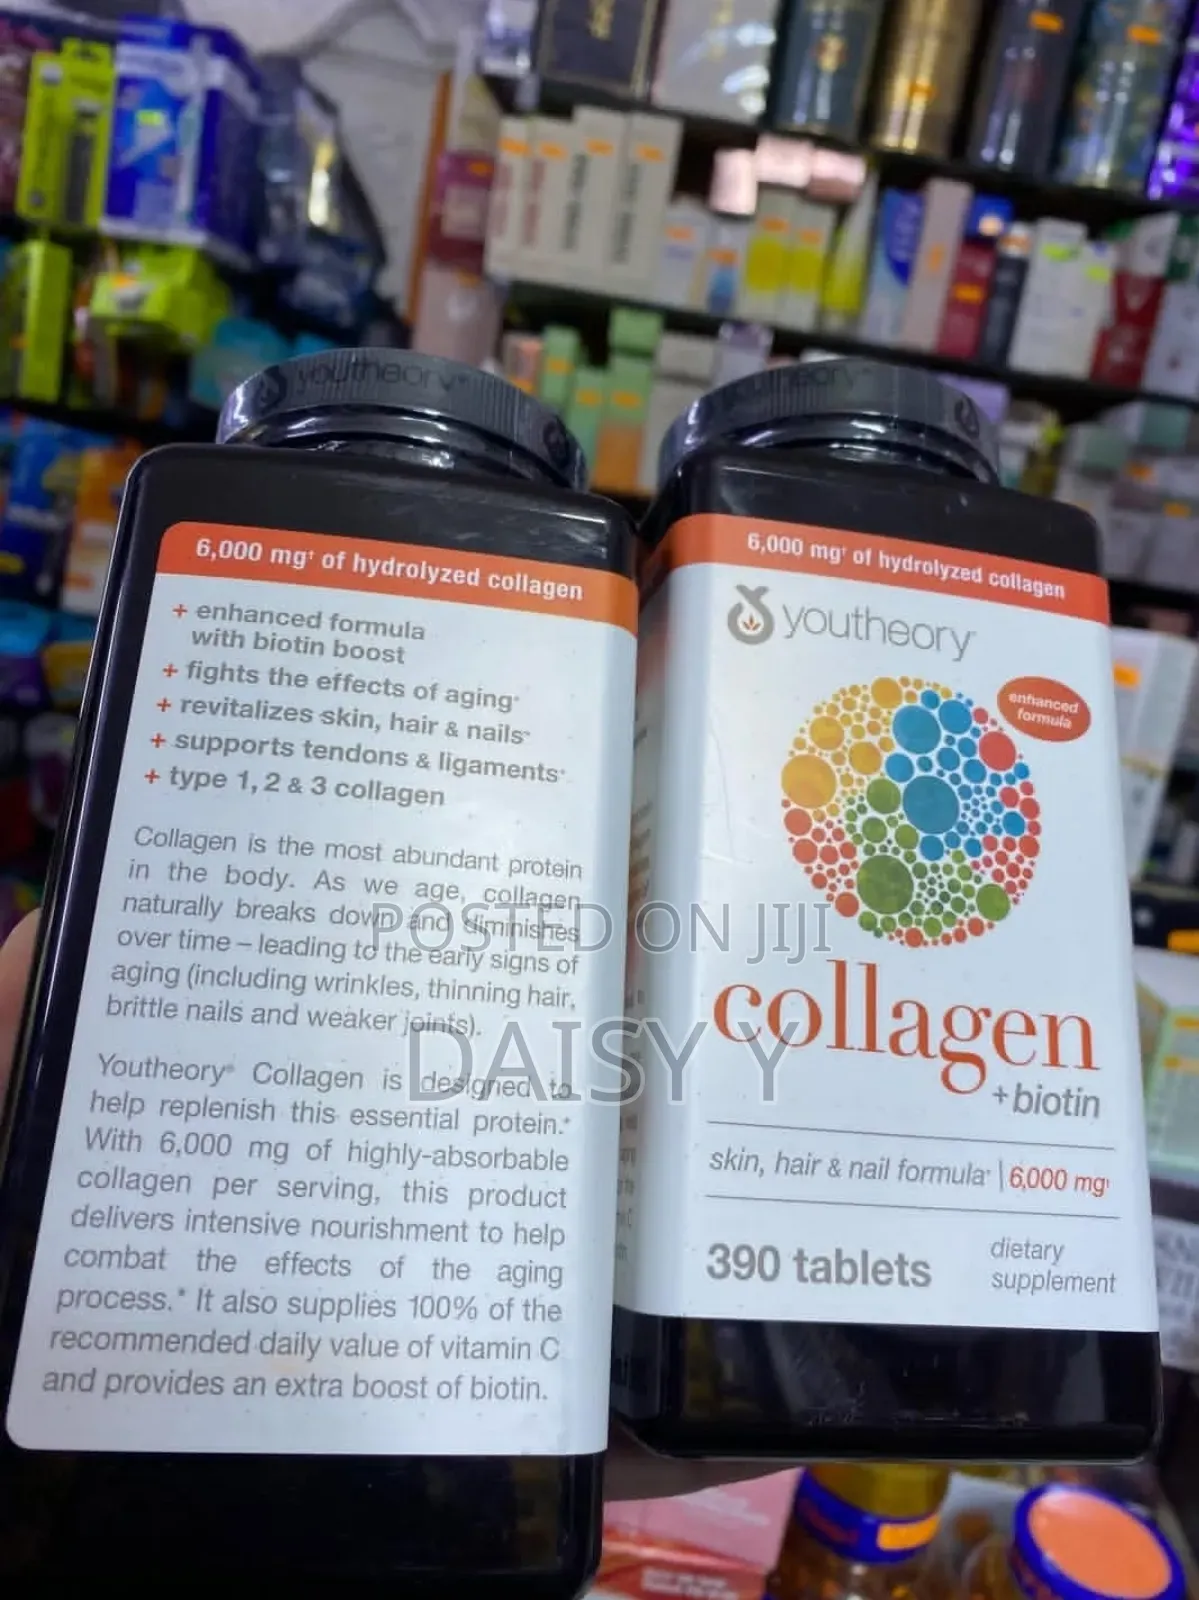 youtheory
6,000 mg† of hydrolyzed collagen
+ enhanced formula
with biotin boost
+ fights the effects of aging*
+ revitalizes skin, hair & nails*
+ supports tendons & ligaments*
+ type 1, 2 & 3 collagen
Collagen is the most abundant protein
in the body. As we age, collagen
naturally breaks down and diminishes
over time – leading to the early signs of
aging (including wrinkles, thinning hair,
brittle nails and weaker joints).
Youtheory® Collagen is designed to
help replenish this essential protein.*
With 6,000 mg of highly-absorbable
collagen per serving, this product
delivers intensive nourishment to help
combat the effects of the aging
process.* It also supplies 100% of the
recommended daily value of vitamin C
and provides an extra boost of biotin.
youtheory
6,000 mg† of hydrolyzed collagen
youtheory
enhanced
formula
collagen
+ biotin
skin, hair & nail formula* | 6,000 mg†
390 tablets
dietary
supplement
POSTED ON JIJI
DAISY Y